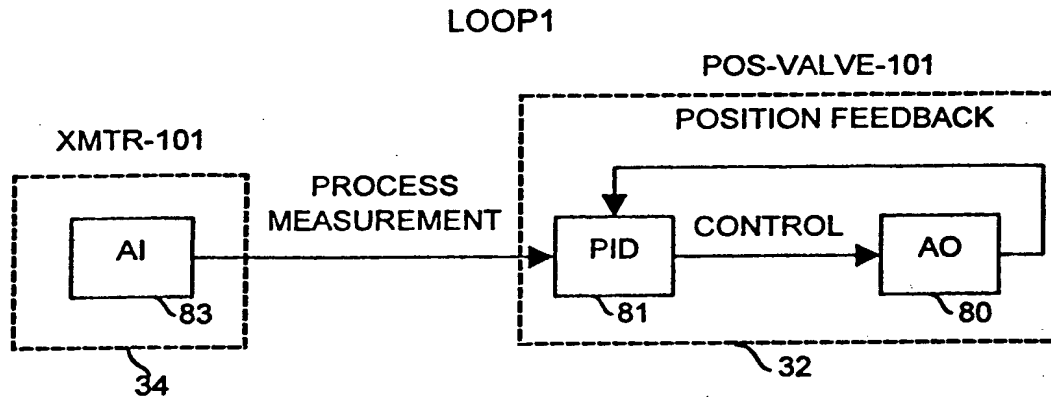 LOOP1
POS-VALVE-101
POSITION FEEDBACK
XMTR-101
PROCESS
MEASUREMENT
AI
PID
CONTROL
AO
83
81
80
34
32